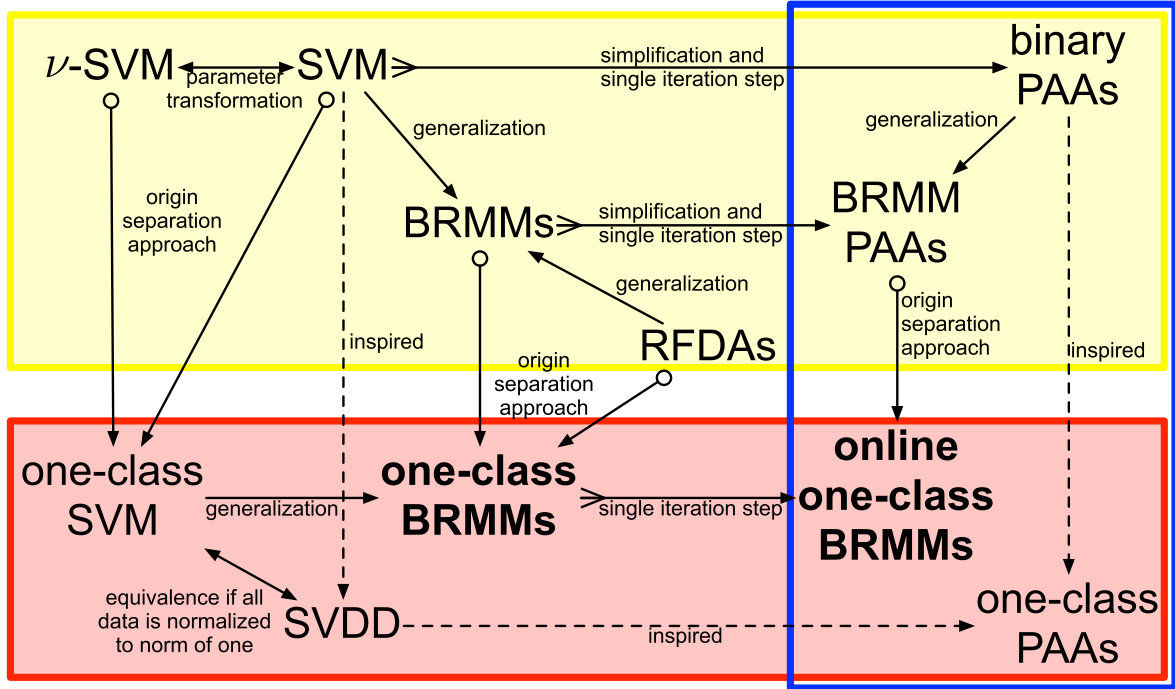 ν-SVM
parameter
transformation
SVM
simplification and
single iteration step
binary
PAAs
generalization
generalization
origin
separation
approach
BRMMs
simplification and
single iteration step
BRMM
PAAs
generalization
inspired
RFDAs
origin
separation
approach
origin
separation
approach
inspired
one-class
SVM
generalization
one-class
BRMMs
single iteration step
online
one-class
BRMMs
equivalence if all
data is normalized
to norm of one
SVDD
inspired
one-class
PAAs